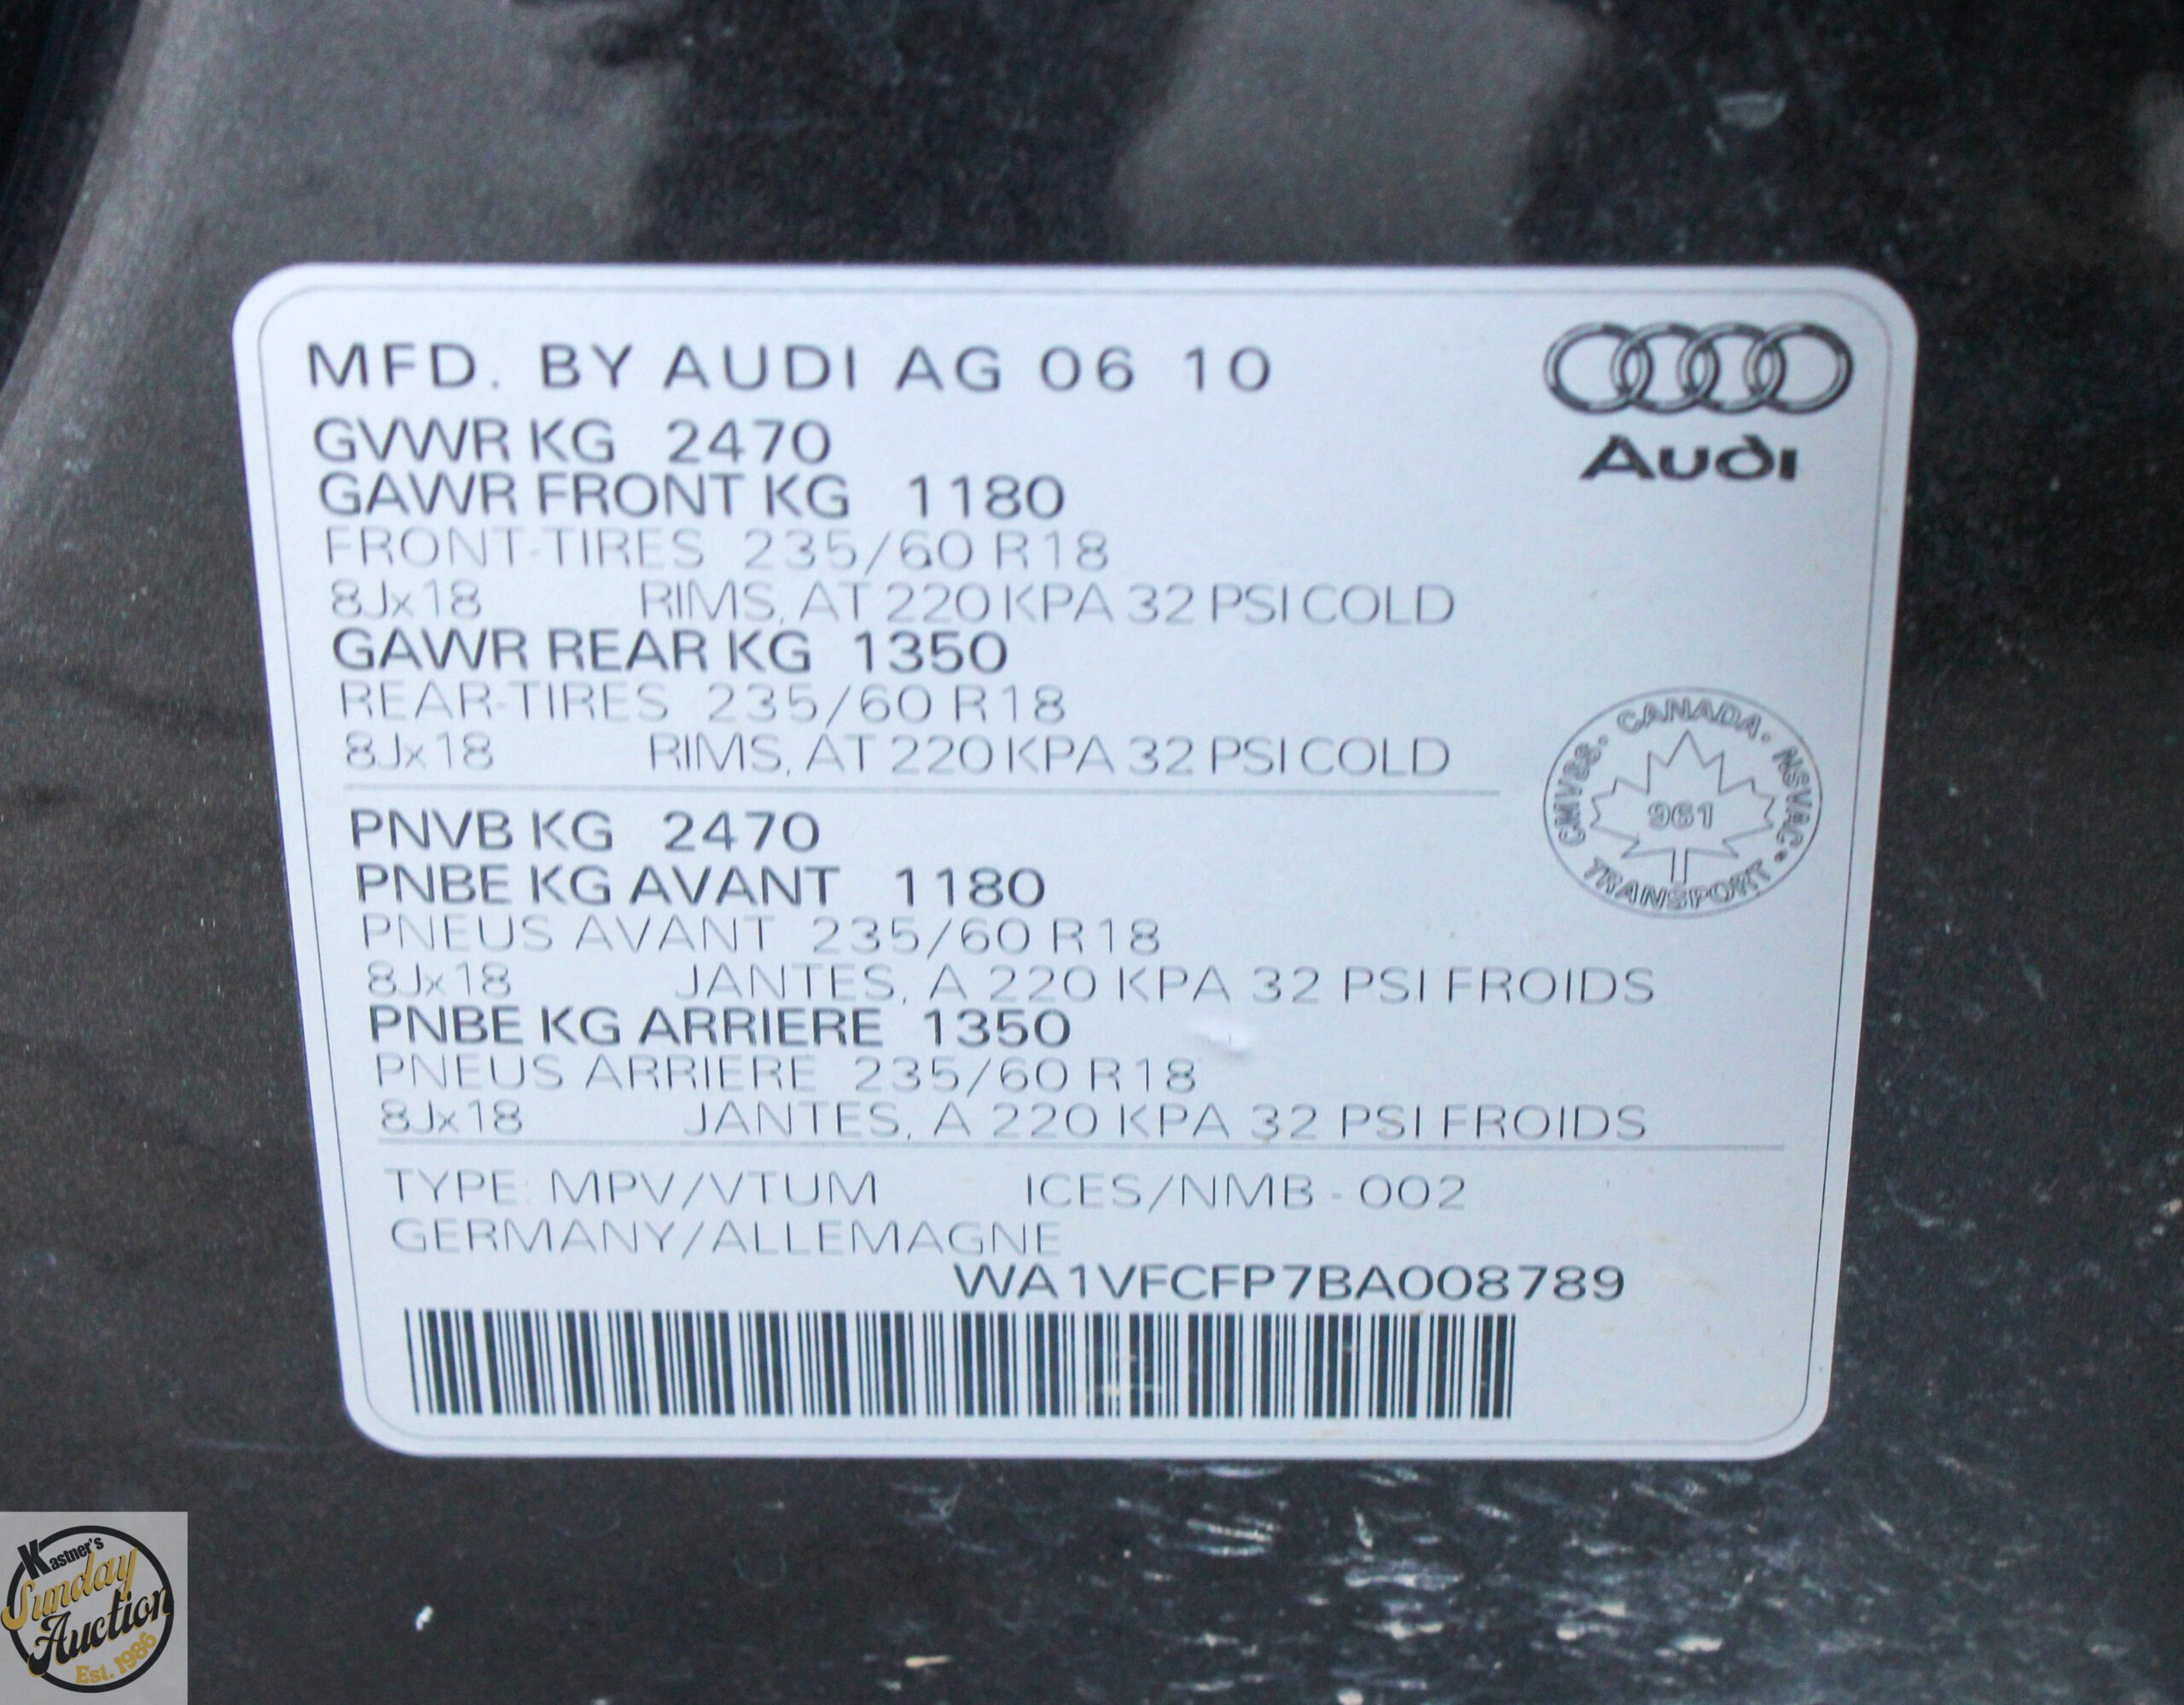 MFD. BY AUDI AG 06 10
Audi
GVWR KG 2470
GAWR FRONT KG 1180
FRONT-TIRES 235/60 R18
8Jx18 RIMS, AT 220 KPA 32 PSI COLD
GAWR REAR KG 1350
REAR-TIRES 235/60 R18
8Jx18 RIMS, AT 220 KPA 32 PSI COLD
CMVSS. CANADA. NSVAC.
961
TRANSPORT
PNVB KG 2470
PNBE KG AVANT 1180
PNEUS AVANT 235/60 R18
8Jx18 JANTES, A 220 KPA 32 PSI FROIDS
PNBE KG ARRIERE 1350
PNEUS ARRIERE 235/60 R18
8Jx18 JANTES, A 220 KPA 32 PSI FROIDS
TYPE: MPV/VTUM ICES/NMB - 002
GERMANY/ALLEMAGNE
WA1VFCFP7BA008789
Kastner's
Sunday
Auction
Est. 1986